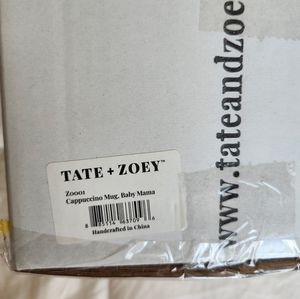 TATE + ZOEY™
Z0001
Cappuccino Mug, Baby Mama
Handcrafted in China
www.tateandzoe